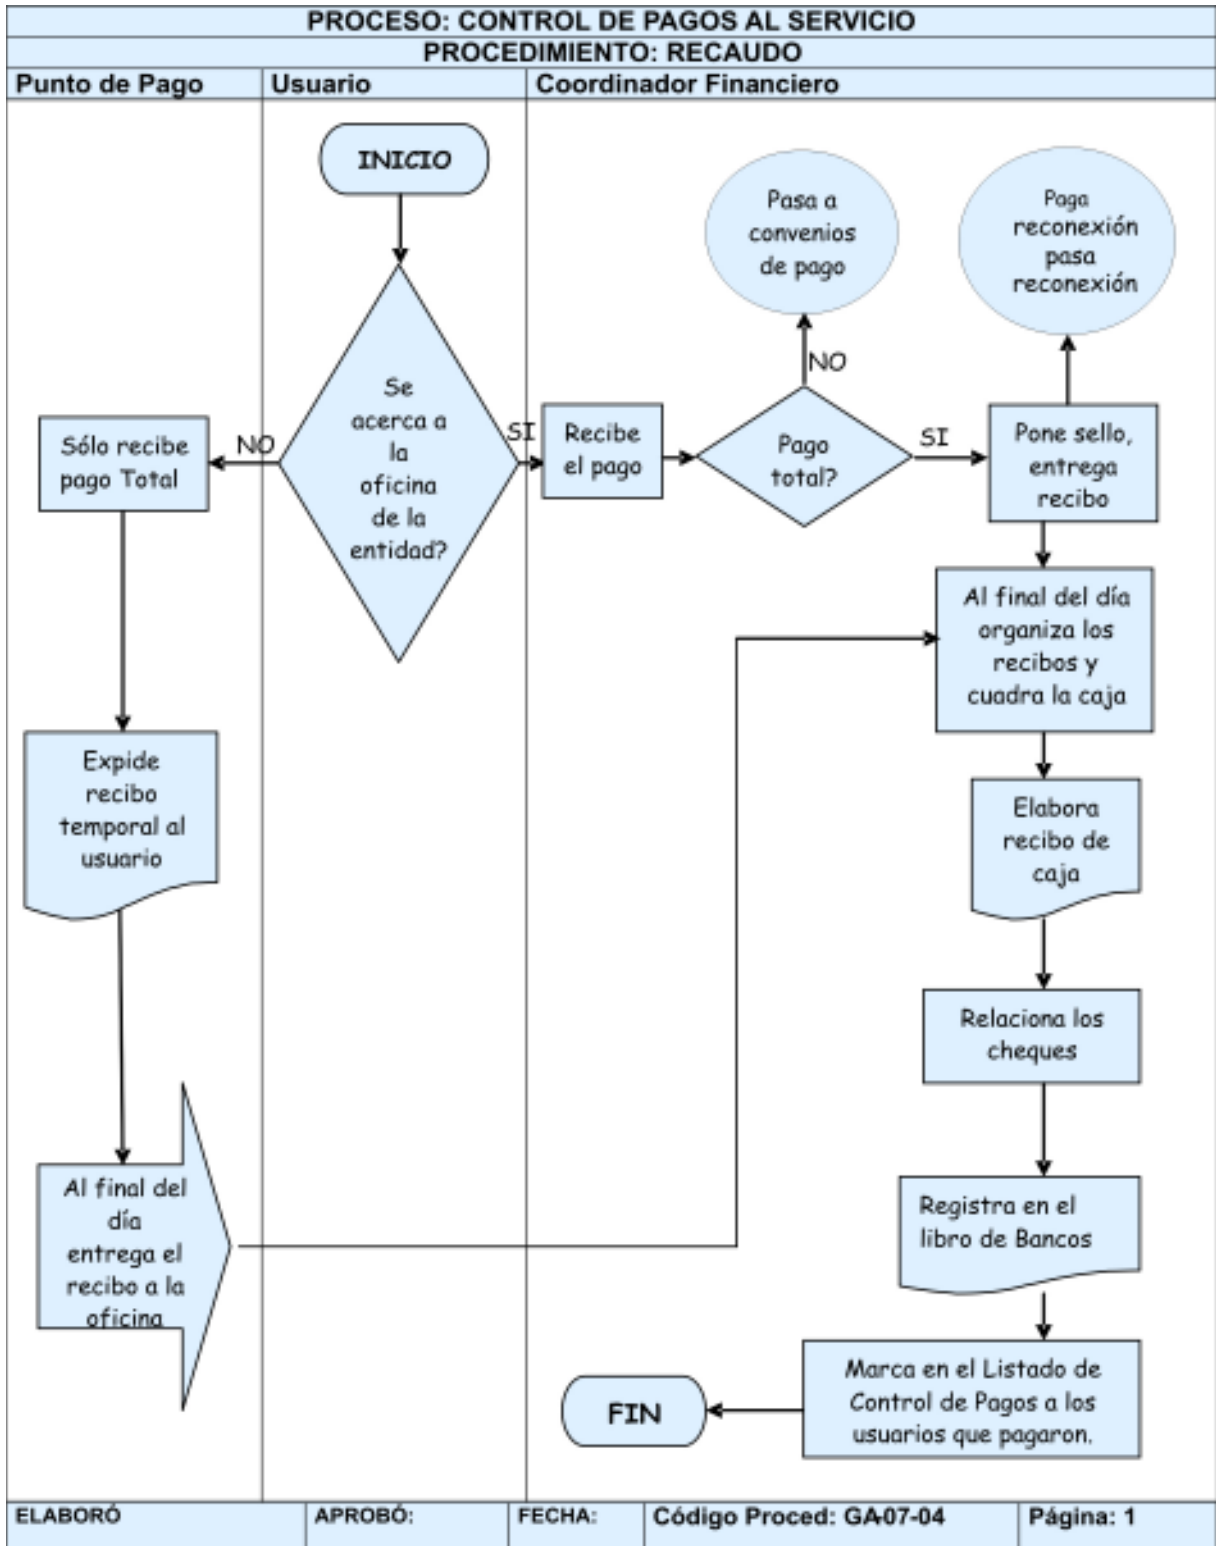 PROCESO: CONTROL DE PAGOS AL SERVICIO
PROCEDIMIENTO: RECAUDO
Punto de Pago
Usuario
Coordinador Financiero
INICIO
Pasa a
convenios
de pago
Paga
reconexión
pasa
reconexión
NO
Se
acerca a
la
oficina
de la
entidad?
NO
SI
Sólo recibe
pago Total
Recibe
el pago
Pago
total?
SI
Pone sello,
entrega
recibo
Al final del día
organiza los
recibos y
cuadra la caja
Expide
recibo
temporal al
usuario
Elabora
recibo de
caja
Relaciona los
cheques
Al final del
día
entrega el
recibo a la
oficina
Registra en el
libro de Bancos
Marca en el Listado de
Control de Pagos a los
usuarios que pagaron.
FIN
ELABORÓ
APROBÓ:
FECHA:
Código Proced: GA-07-04
Página: 1